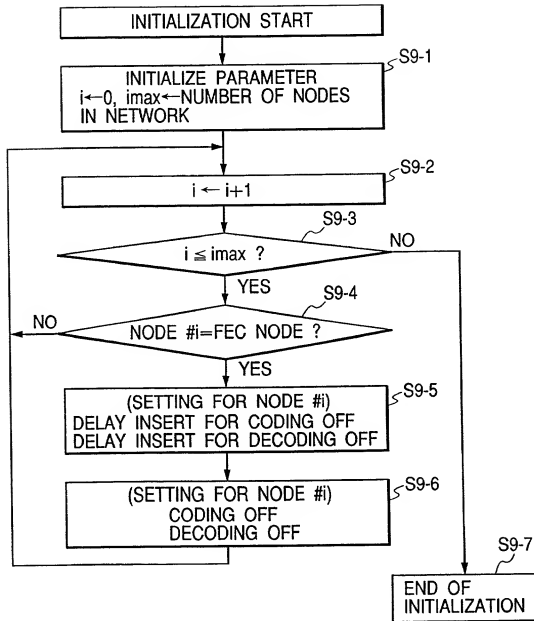 INITIALIZATION START
S9-1
INITIALIZE PARAMETER
i←0, imax←NUMBER OF NODES
IN NETWORK
S9-2
i ← i+1
S9-3
i ≦ imax ?
NO
YES
S9-4
NO
NODE #i=FEC NODE ?
YES
S9-5
(SETTING FOR NODE #i)
DELAY INSERT FOR CODING OFF
DELAY INSERT FOR DECODING OFF
S9-6
(SETTING FOR NODE #i)
CODING OFF
DECODING OFF
S9-7
END OF
INITIALIZATION